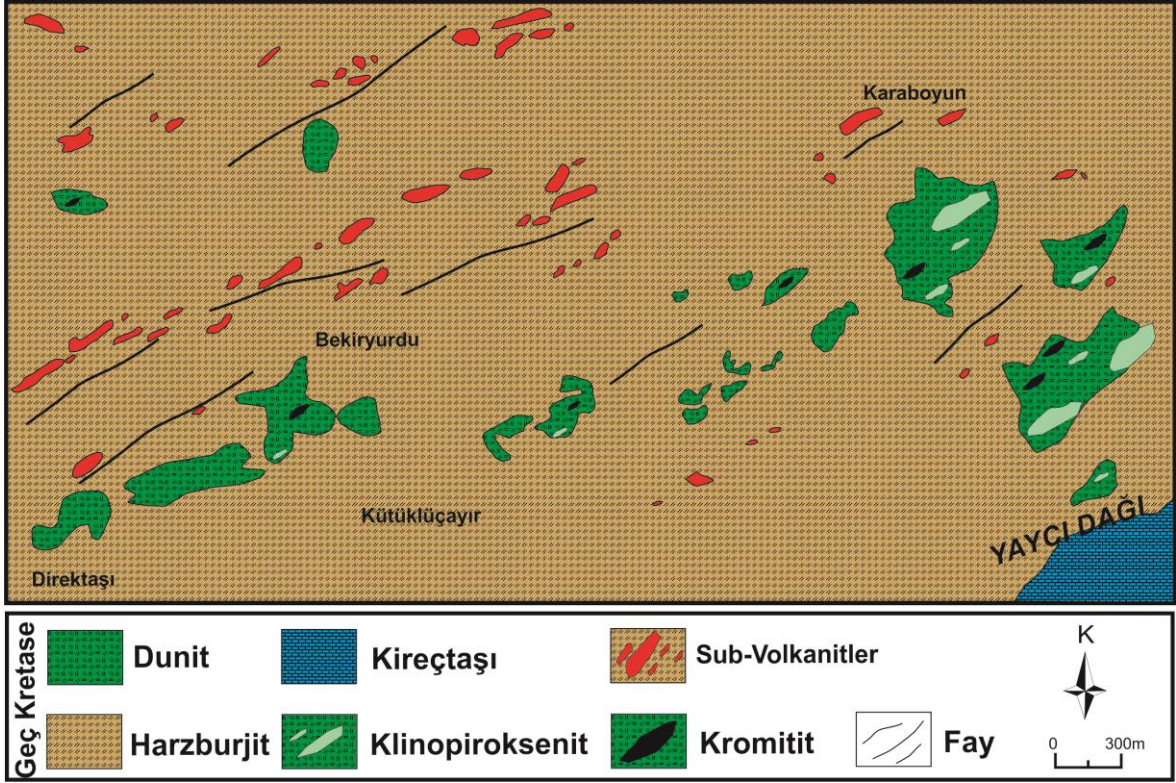 Karaboyun
Bekiryurdu
Kütüklüçayır
YAYCI DAĞI
Direktaşı
Geç Kretase
Dunit
Kireçtaşı
Sub-Volkanitler
K
Harzburjit
Klinopiroksenit
Kromitit
Fay
0 300m